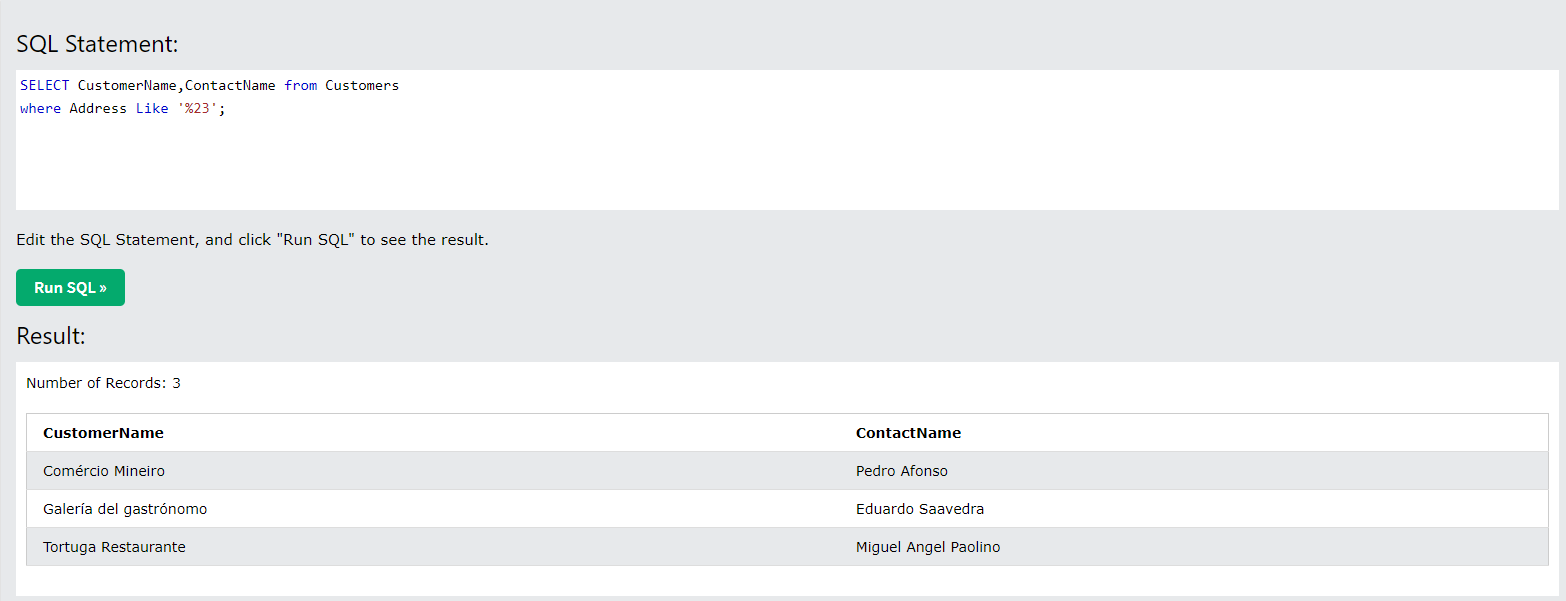 SQL Statement:
SELECT CustomerName,ContactName from Customers
where Address Like '%23';
Edit the SQL Statement, and click "Run SQL" to see the result.
Run SQL »
Result:
Number of Records: 3
CustomerName ContactName
Comércio Mineiro Pedro Afonso
Galería del gastrónomo Eduardo Saavedra
Tortuga Restaurante Miguel Angel Paolino